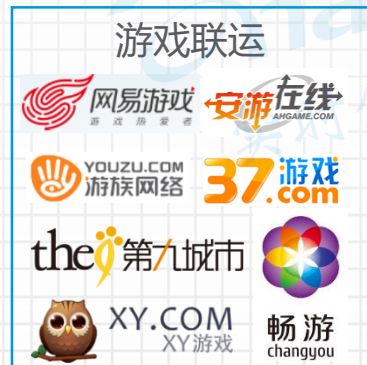 游戏联运
网易游戏
游戏热爱者
安游在线
AHGAME.COM
YOUZU.COM
游族网络
37游戏
.com
the9第九城市
XY.COM
XY游戏
畅游
changyou